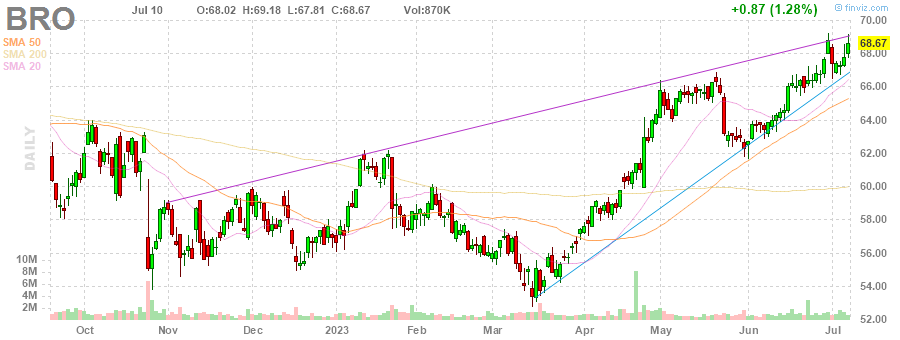 BRO Jul 10 O:68.02 H:69.18 L:67.81 C:68.67 Vol:870K +0.87 (1.28%) © finviz.com
SMA 50
SMA 200
SMA 20
DAILY
70.00
68.67
68.00
66.00
64.00
62.00
60.00
58.00
56.00
54.00
52.00
10M
8M
6M
4M
2M
Oct Nov Dec 2023 Feb Mar Apr May Jun Jul